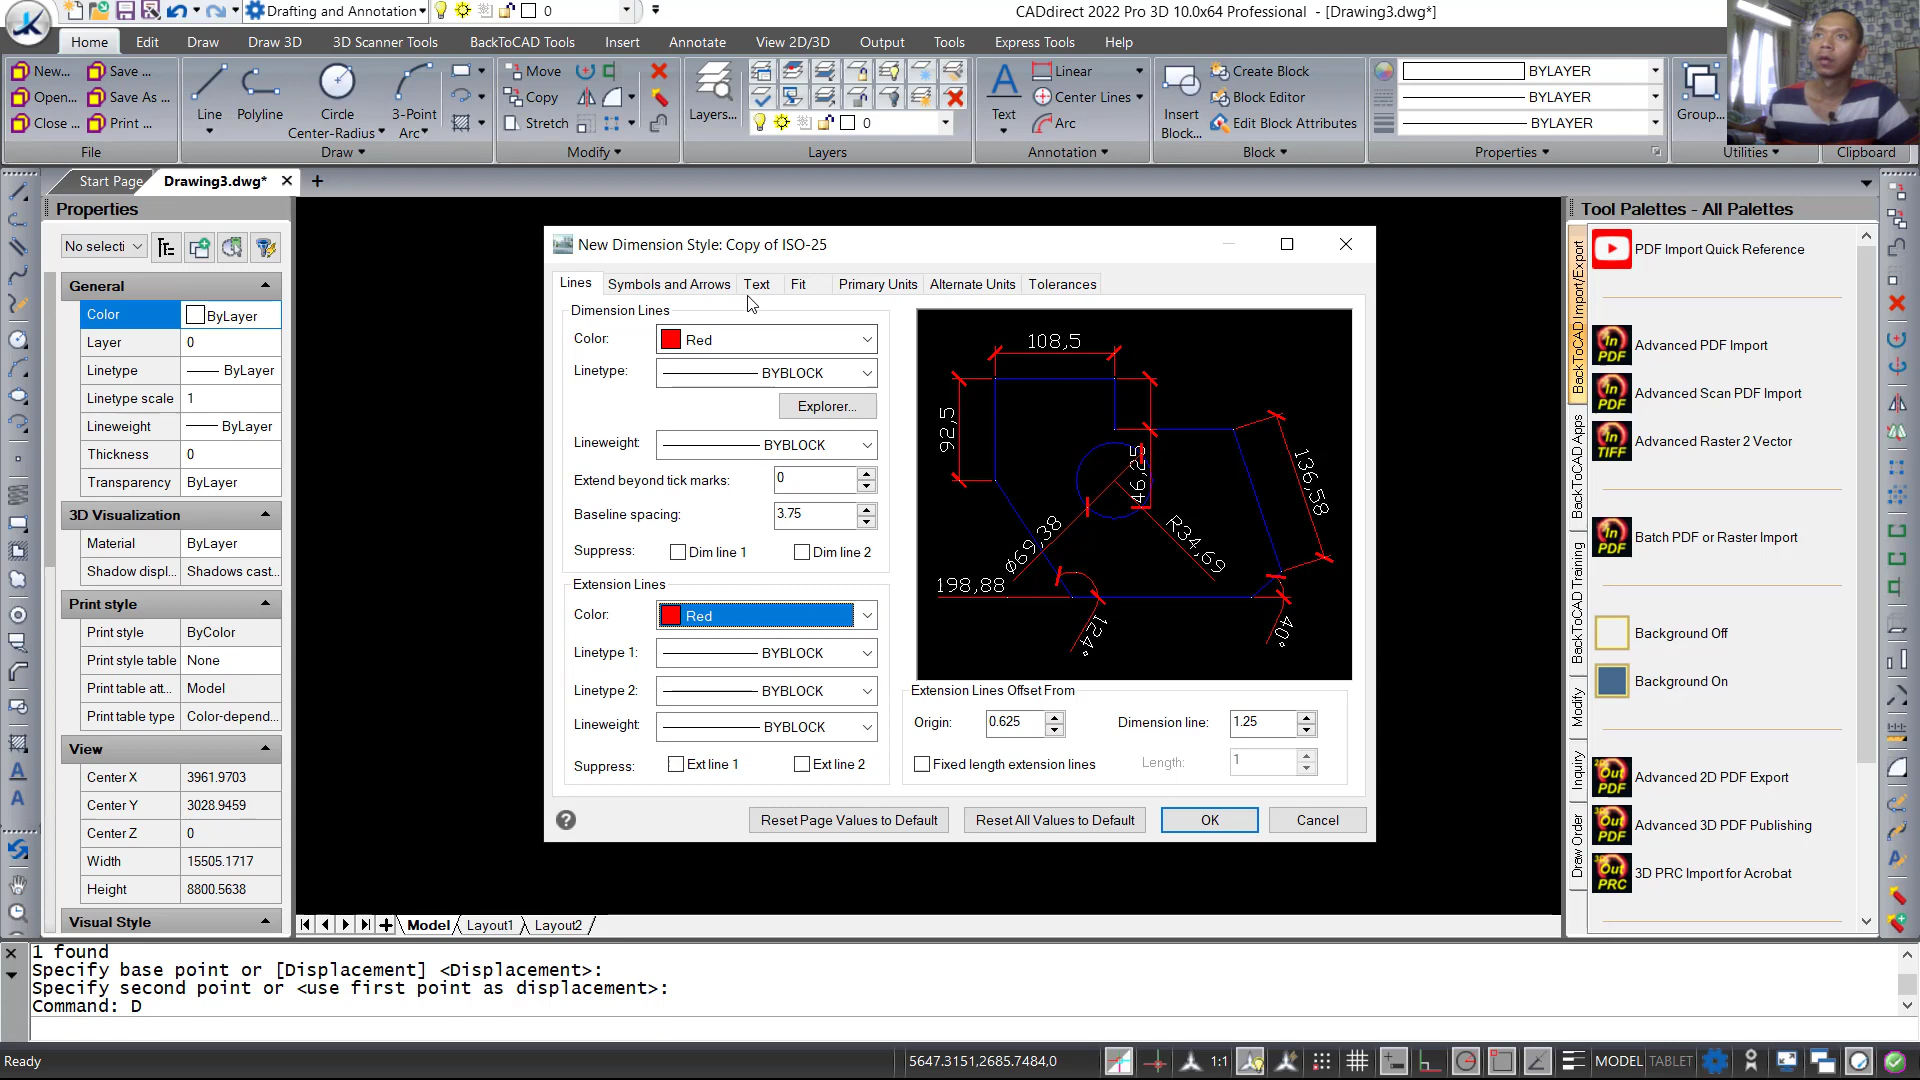 Drafting and Annotation
0
CADdirect 2022 Pro 3D 10.0x64 Professional - [Drawing3.dwg*]
Home
Edit
Draw
Draw 3D
3D Scanner Tools
BackToCAD Tools
Insert
Annotate
View 2D/3D
Output
Tools
Express Tools
Help
New...
Save ...
Open...
Save As ...
Close ...
Print ...
File
Line
Polyline
Circle
Center-Radius
3-Point
Arc
Draw
Move
Copy
Stretch
Modify
Layers...
0
Layers
Text
Linear
Center Lines
Arc
Annotation
Insert
Block...
Create Block
Block Editor
Edit Block Attributes
Block
BYLAYER
BYLAYER
BYLAYER
Properties
Group...
Utilities
Clipboard
Start Page
Drawing3.dwg*
Properties
No selecti
General
Color ByLayer
Layer 0
Linetype ByLayer
Linetype scale 1
Lineweight ByLayer
Thickness 0
Transparency ByLayer
3D Visualization
Material ByLayer
Shadow displ... Shadows cast...
Print style
Print style ByColor
Print style table None
Print table att... Model
Print table type Color-depend...
View
Center X 3961.9703
Center Y 3028.9459
Center Z 0
Width 15505.1717
Height 8800.5638
Visual Style
New Dimension Style: Copy of ISO-25
Lines
Symbols and Arrows
Text
Fit
Primary Units
Alternate Units
Tolerances
Dimension Lines
Color: Red
Linetype: BYBLOCK
Explorer...
Lineweight: BYBLOCK
Extend beyond tick marks: 0
Baseline spacing: 3.75
Suppress: Dim line 1 Dim line 2
Extension Lines
Color: Red
Linetype 1: BYBLOCK
Linetype 2: BYBLOCK
Lineweight: BYBLOCK
Suppress: Ext line 1 Ext line 2
108,5
92,5
46,25
136,58
ø69,38
R34,69
198,88
124°
40°
Extension Lines Offset From
Origin: 0.625
Dimension line: 1.25
Fixed length extension lines
Length: 1
Reset Page Values to Default
Reset All Values to Default
OK
Cancel
Model
Layout1
Layout2
Tool Palettes - All Palettes
BackToCAD Import/Export
BackToCAD Apps
BackToCAD Training
Modify
Inquiry
Draw Order
PDF Import Quick Reference
Advanced PDF Import
Advanced Scan PDF Import
Advanced Raster 2 Vector
Batch PDF or Raster Import
Background Off
Background On
Advanced 2D PDF Export
Advanced 3D PDF Publishing
3D PRC Import for Acrobat
1 found
Specify base point or [Displacement] <Displacement>:
Specify second point or <use first point as displacement>:
Command: D
Ready
5647.3151,2685.7484,0
1:1
MODEL
TABLET